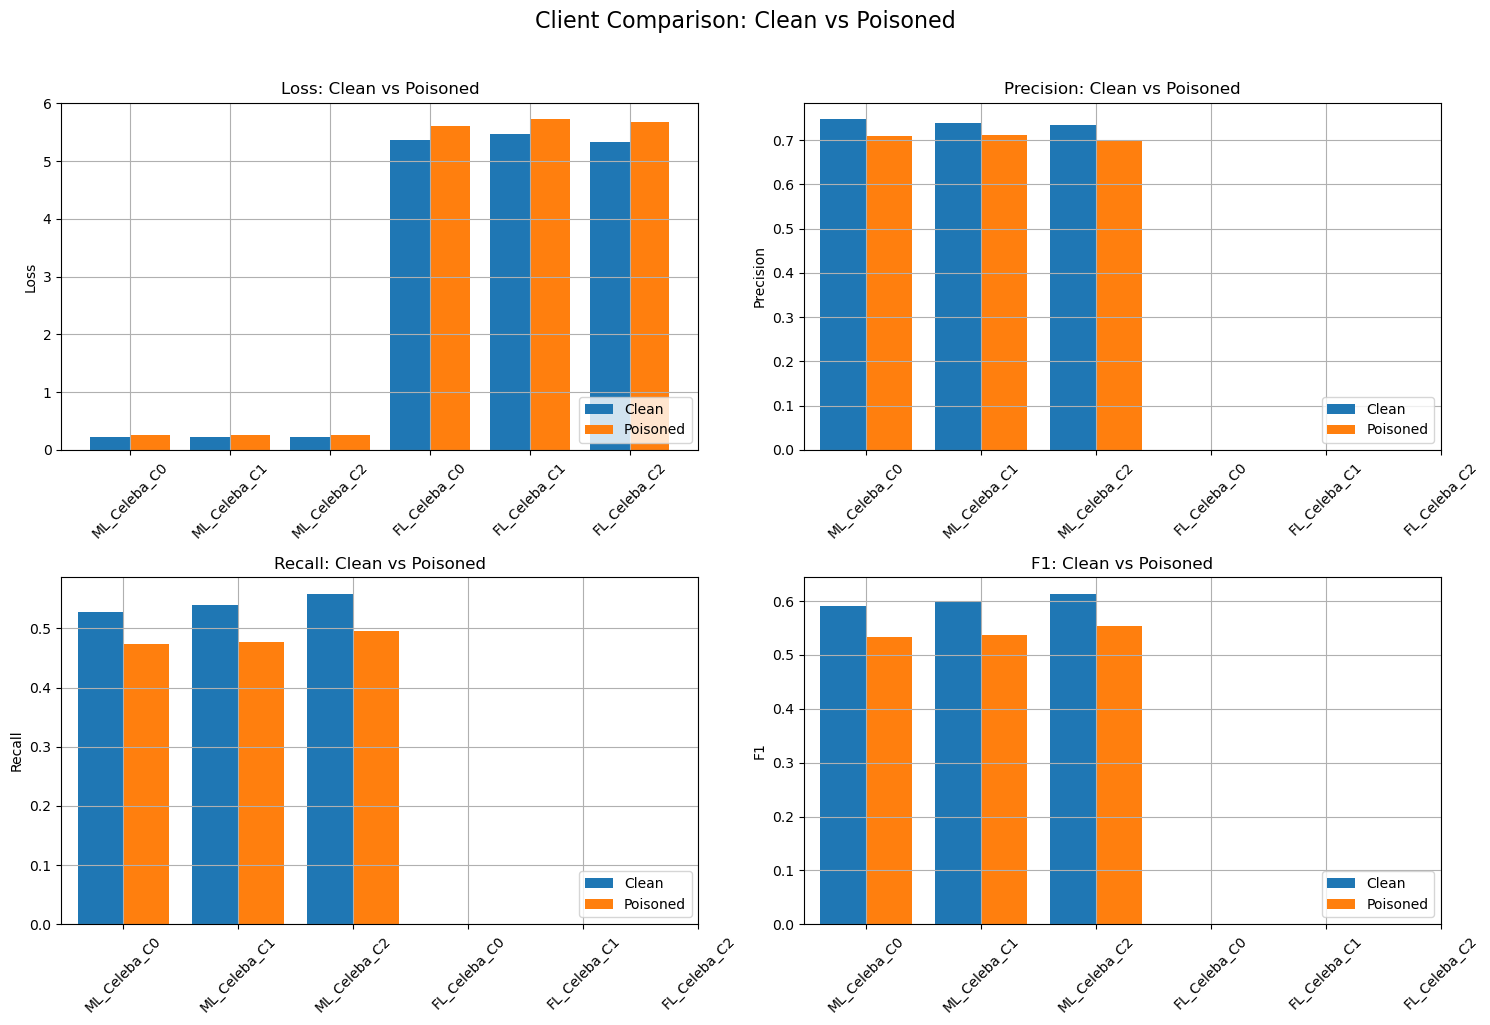 Client Comparison: Clean vs Poisoned
Loss: Clean vs Poisoned
Loss
6
5
4
3
2
1
0
Clean
Poisoned
ML_Celeba_C0
ML_Celeba_C1
ML_Celeba_C2
FL_Celeba_C0
FL_Celeba_C1
FL_Celeba_C2
Precision: Clean vs Poisoned
Precision
0.7
0.6
0.5
0.4
0.3
0.2
0.1
0.0
Clean
Poisoned
ML_Celeba_C0
ML_Celeba_C1
ML_Celeba_C2
FL_Celeba_C0
FL_Celeba_C1
FL_Celeba_C2
Recall: Clean vs Poisoned
Recall
0.5
0.4
0.3
0.2
0.1
0.0
Clean
Poisoned
ML_Celeba_C0
ML_Celeba_C1
ML_Celeba_C2
FL_Celeba_C0
FL_Celeba_C1
FL_Celeba_C2
F1: Clean vs Poisoned
F1
0.6
0.5
0.4
0.3
0.2
0.1
0.0
Clean
Poisoned
ML_Celeba_C0
ML_Celeba_C1
ML_Celeba_C2
FL_Celeba_C0
FL_Celeba_C1
FL_Celeba_C2